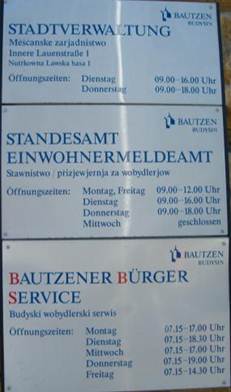 BAUTZEN
BUDYŠIN
STADTVERWALTUNG
Měšćanske zarjadnistwo
Innere Lauenstraße 1
Nutřkowna Lawska hasa 1
Öffnungszeiten: Dienstag 09.00-16.00 Uhr
Donnerstag 09.00-18.00 Uhr
BAUTZEN
BUDYŠIN
STANDESAMT
EINWOHNERMELDEAMT
Stawnistwo / přizjewjernja za wobydlerjow
Öffnungszeiten: Montag, Freitag 09.00-12.00 Uhr
Dienstag 09.00-16.00 Uhr
Donnerstag 09.00-18.00 Uhr
Mittwoch geschlossen
BAUTZEN
BUDYŠIN
BAUTZENER BÜRGER
SERVICE
Budyski wobydlerski serwis
Öffnungszeiten: Montag 07.15-17.00 Uhr
Dienstag 07.15-18.30 Uhr
Mittwoch 07.15-17.00 Uhr
Donnerstag 07.15-19.00 Uhr
Freitag 07.15-14.30 Uhr